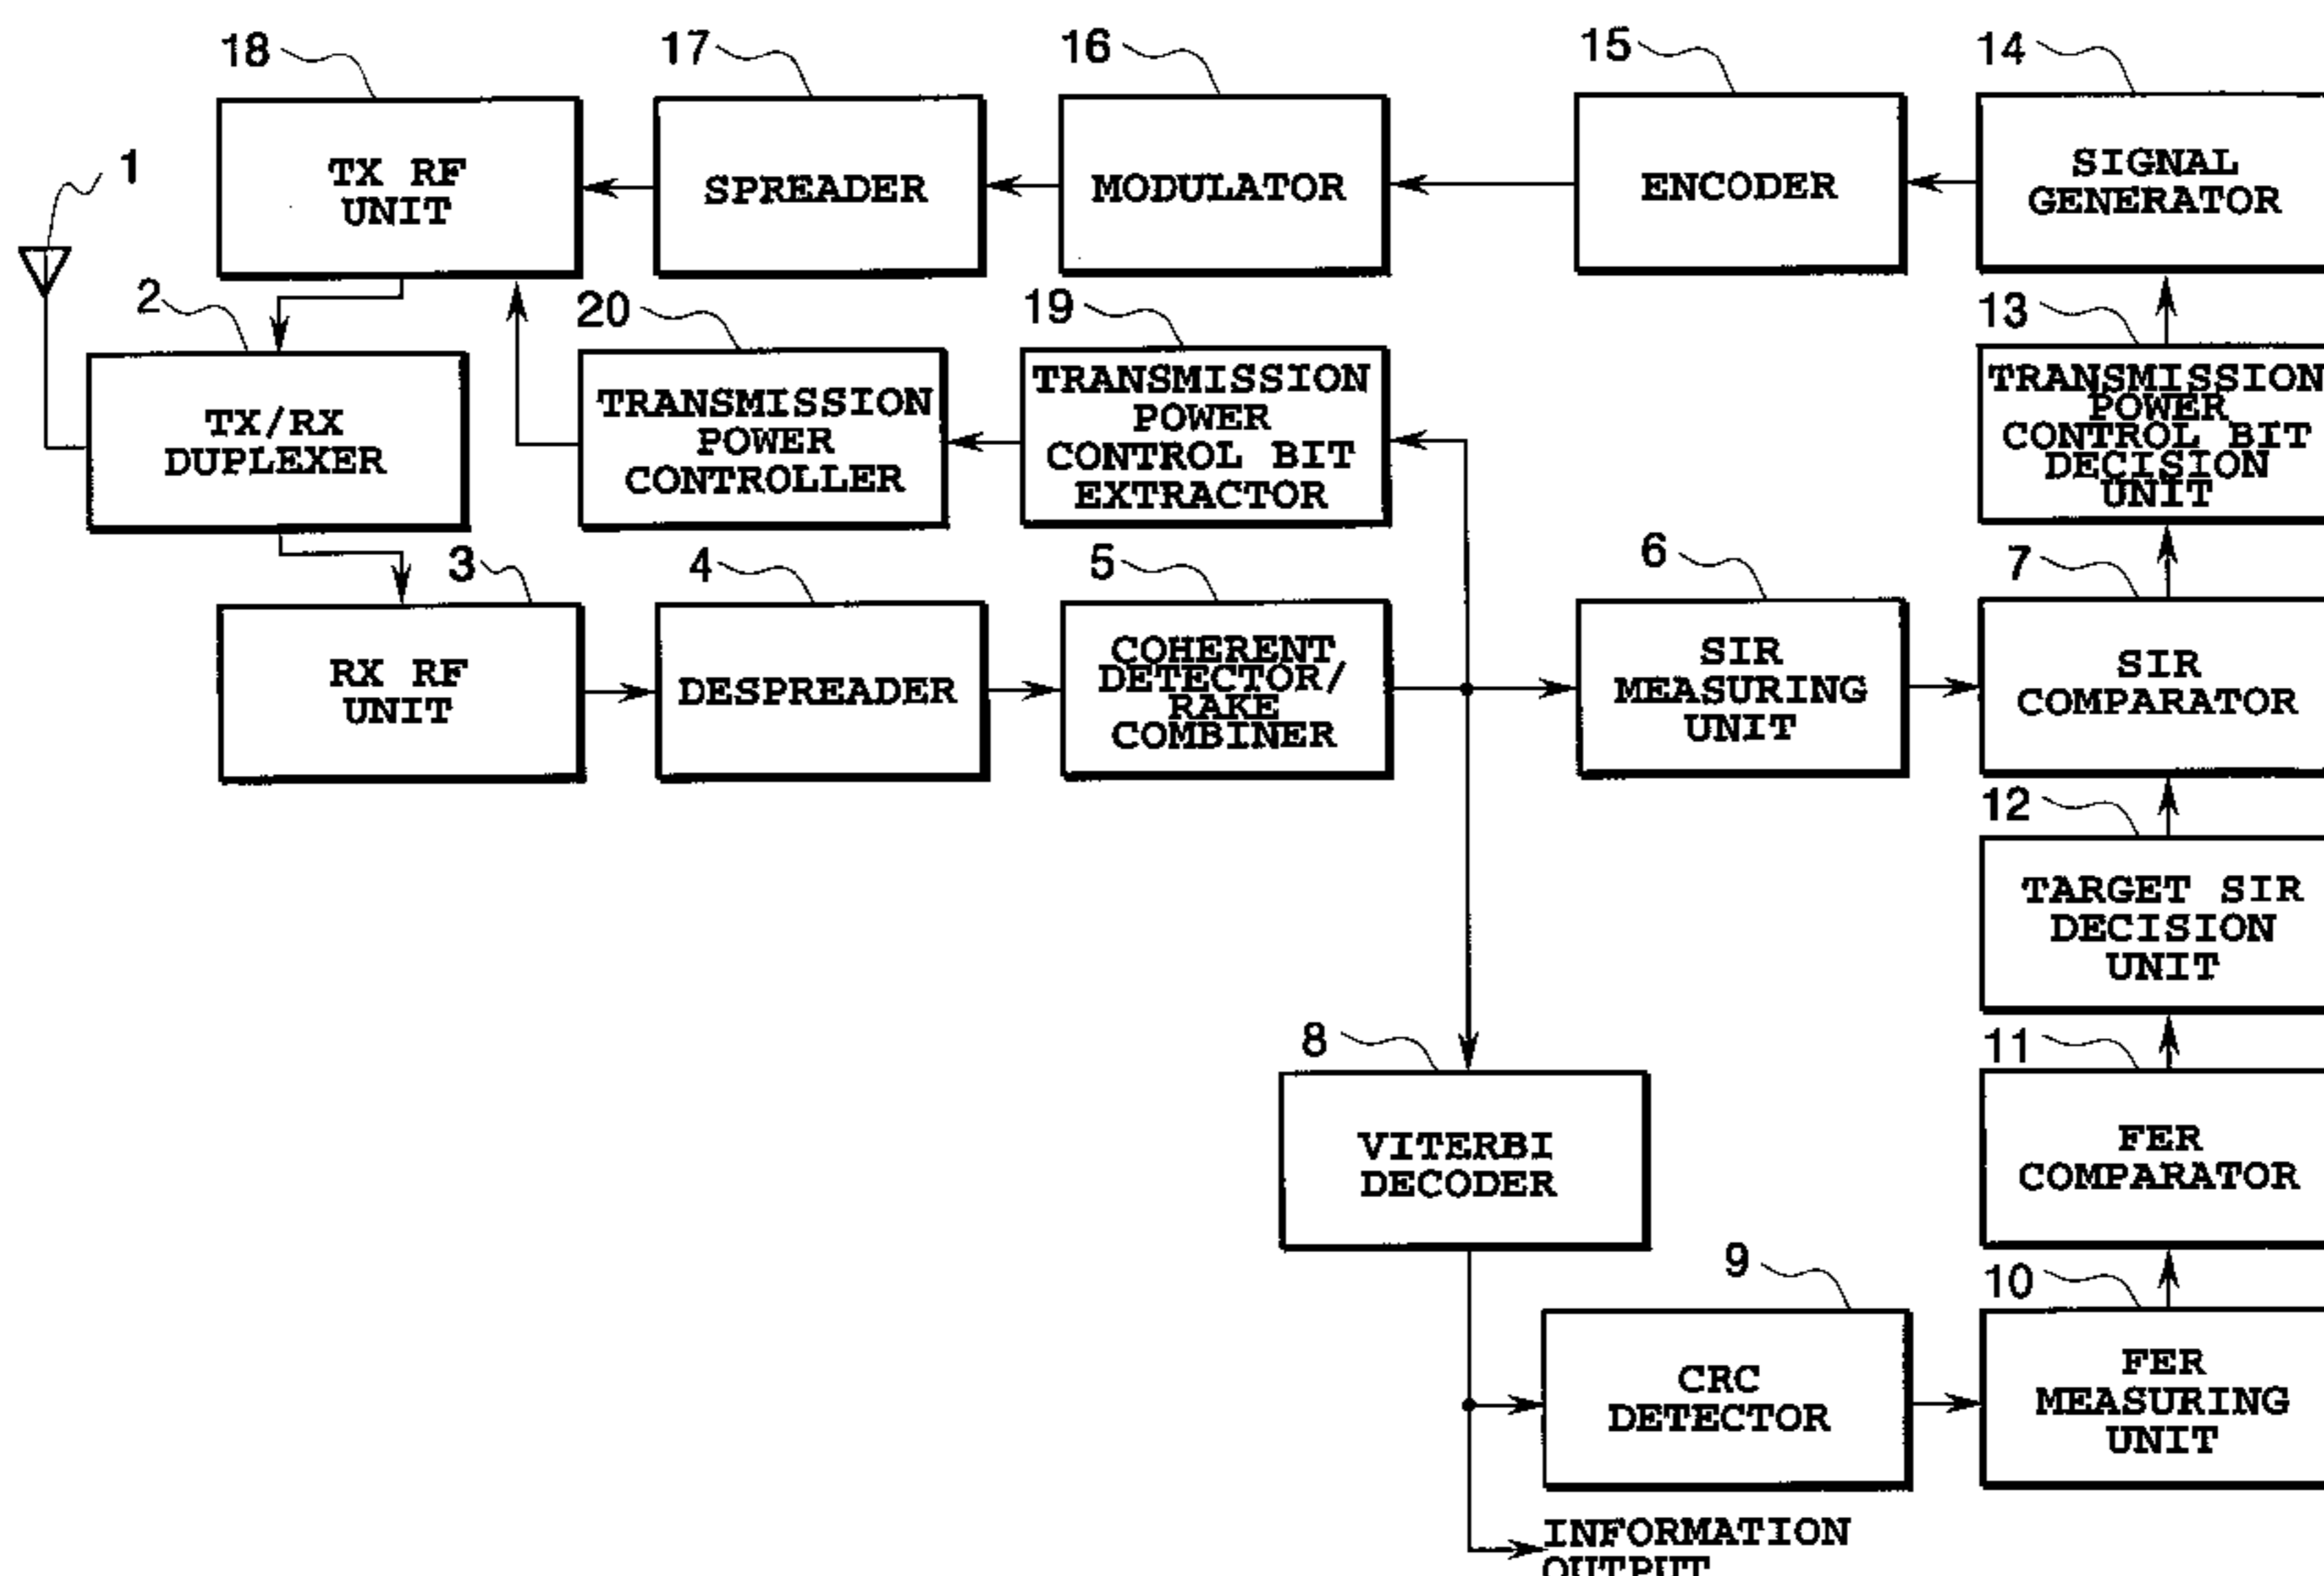 18
17
16
15
14
1
TX RF
UNIT
SPREADER
MODULATOR
ENCODER
SIGNAL
GENERATOR
2
20
19
13
TX/RX
DUPLEXER
TRANSMISSION
POWER
CONTROLLER
TRANSMISSION
POWER
CONTROL BIT
EXTRACTOR
TRANSMISSION
POWER
CONTROL BIT
DECISION
UNIT
3
4
5
6
7
RX RF
UNIT
DESPREADER
COHERENT
DETECTOR/
RAKE
COMBINER
SIR
MEASURING
UNIT
SIR
COMPARATOR
12
TARGET SIR
DECISION
UNIT
8
11
VITERBI
DECODER
FER
COMPARATOR
9
10
CRC
DETECTOR
FER
MEASURING
UNIT
INFORMATION
OUTPUT